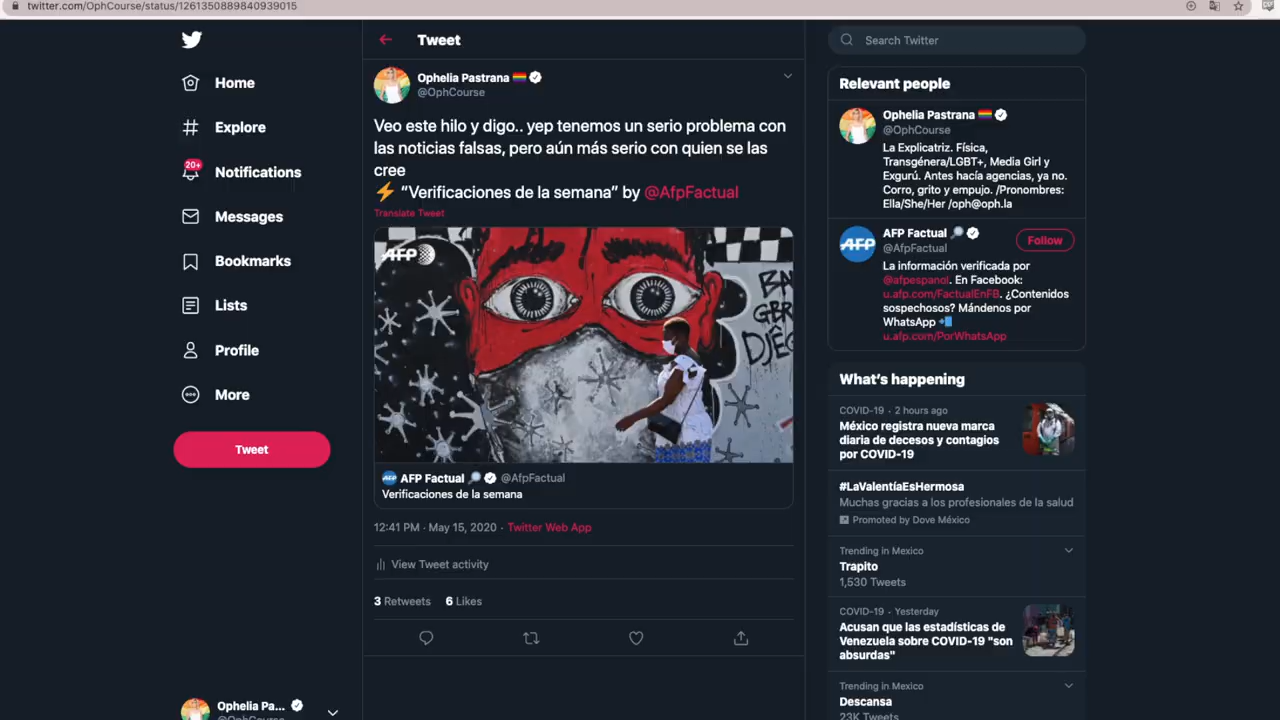 twitter.com/OphCourse/status/1261350889840939015
Home
Explore
20+
Notifications
Messages
Bookmarks
Lists
Profile
More
Tweet
Ophelia Pa...
@OphCourse
Tweet
Ophelia Pastrana
@OphCourse
Veo este hilo y digo.. yep tenemos un serio problema con
las noticias falsas, pero aún más serio con quien se las
cree
⚡ “Verificaciones de la semana” by @AfpFactual
Translate Tweet
AFP
BA
GBR
DJÊ
AFP Factual 🔎 @AfpFactual
Verificaciones de la semana
12:41 PM · May 15, 2020 · Twitter Web App
View Tweet activity
3 Retweets 6 Likes
Search Twitter
Relevant people
Ophelia Pastrana
@OphCourse
La Explicatriz. Física,
Transgénera/LGBT+, Media Girl y
Exgurú. Antes hacía agencias, ya no.
Corro, grito y empujo. /Pronombres:
Ella/She/Her /oph@oph.la
AFP
AFP Factual 🔎
@AfpFactual
Follow
La información verificada por
@afpespanol. En Facebook:
u.afp.com/FactualEnFB. ¿Contenidos
sospechosos? Mándenos por
WhatsApp 📲
u.afp.com/PorWhatsApp
What’s happening
COVID-19 · 2 hours ago
México registra nueva marca
diaria de decesos y contagios
por COVID-19
#LaValentíaEsHermosa
Muchas gracias a los profesionales de la salud
Promoted by Dove México
Trending in Mexico
Trapito
1,530 Tweets
COVID-19 · Yesterday
Acusan que las estadísticas de
Venezuela sobre COVID-19 "son
absurdas"
Trending in Mexico
Descansa
23K Tweets